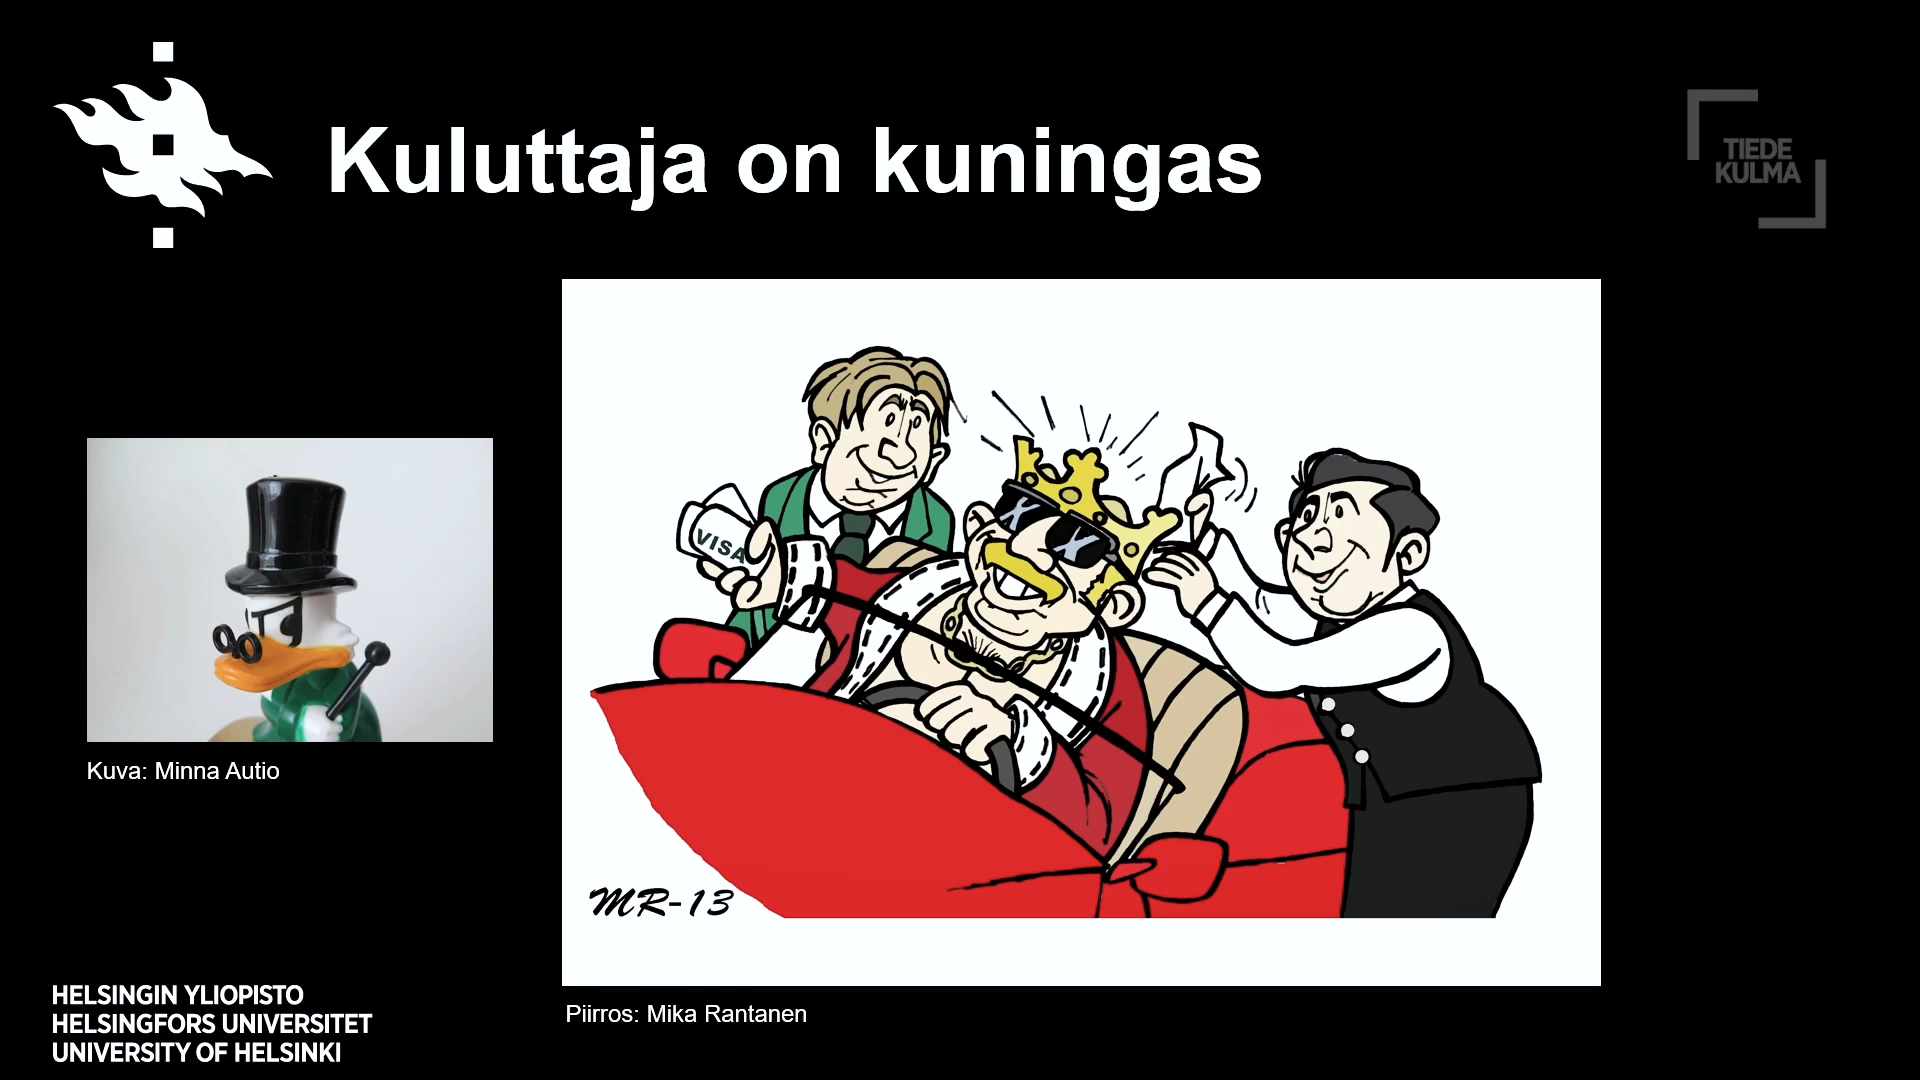 Kuluttaja on kuningas
TIEDE
KULMA
VISA
MR-13
Kuva: Minna Autio
Piirros: Mika Rantanen
HELSINGIN YLIOPISTO
HELSINGFORS UNIVERSITET
UNIVERSITY OF HELSINKI